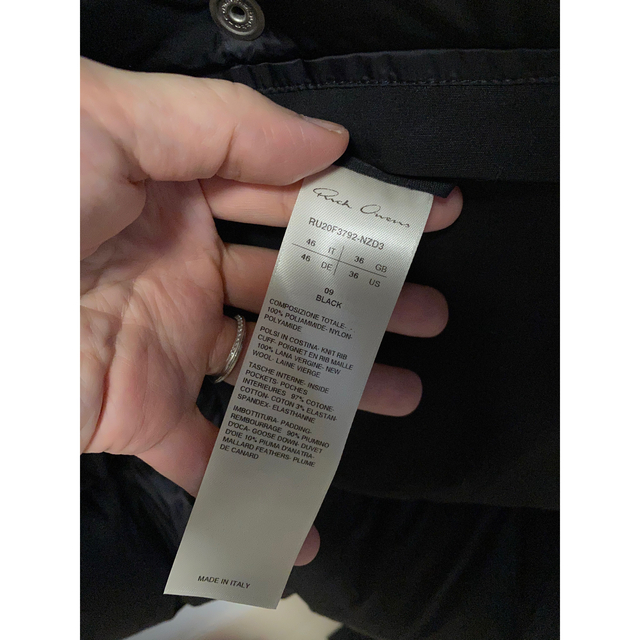 Rick Owens
RU20F3792-NZD3
46 IT 36 GB
46 DE 36 US
09
BLACK
COMPOSIZIONE TOTALE- -
100% POLIAMMIDE- NYLON-
POLYAMIDE
POLSI IN COSTINA- KNIT RIB
CUFF- POIGNET EN RIB MAILLE
100% LANA VERGINE- NEW
WOOL- LAINE VIERGE
TASCHE INTERNE- INSIDE
POCKETS- POCHES
INTERIEURES 97% COTONE-
COTTON- COTON 3% ELASTAN-
SPANDEX- ELASTHANNE
IMBOTTITURA- PADDING-
REMBOURRAGE 90% PIUMINO
D'OCA- GOOSE DOWN- DUVET
D'OIE 10% PIUMA D'ANATRA-
MALLARD FEATHERS- PLUME
DE CANARD
MADE IN ITALY